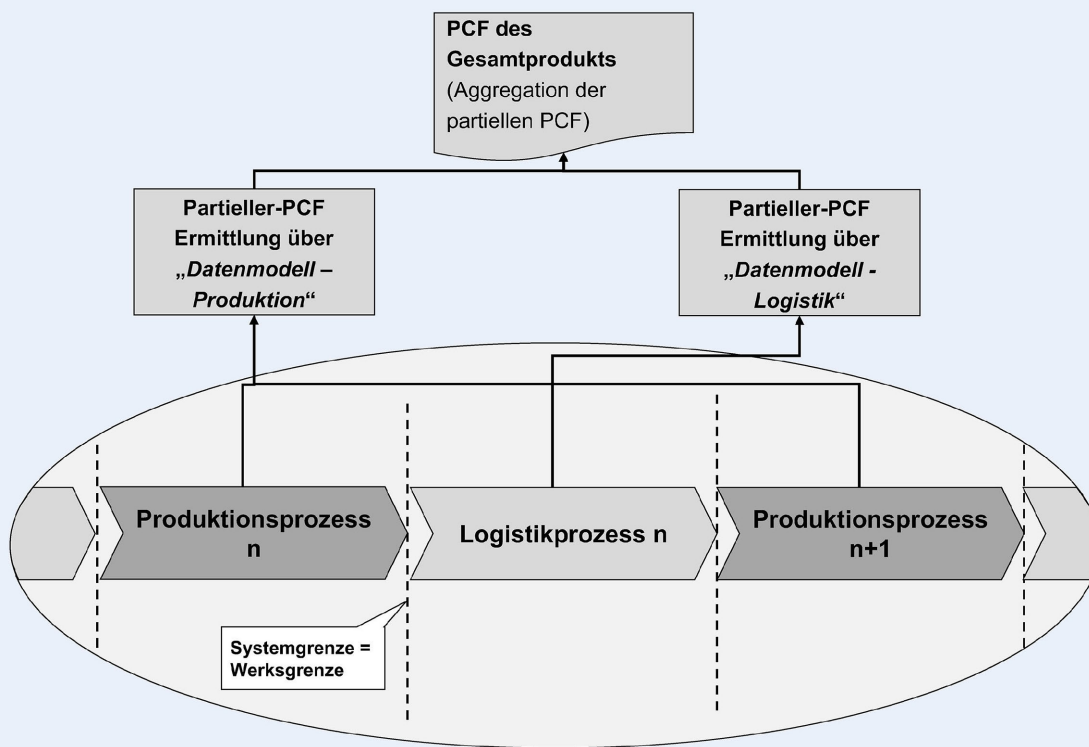 PCF des
Gesamtprodukts
(Aggregation der
partiellen PCF)
Partieller-PCF
Ermittlung über
„Datenmodell –
Produktion“
Partieller-PCF
Ermittlung über
„Datenmodell -
Logistik“
Produktionsprozess
n
Logistikprozess n
Produktionsprozess
n+1
Systemgrenze =
Werksgrenze